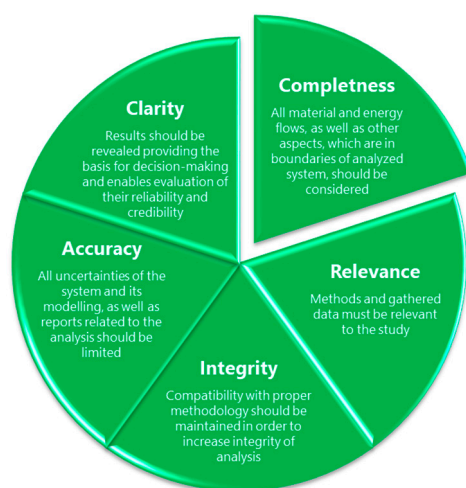 Completness
All material and energy
flows, as well as other
aspects, which are in
boundaries of analyzed
system, should be
considered
Relevance
Methods and gathered
data must be relevant
to the study
Integrity
Compatibility with proper
methodology should be
maintained in order to
increase integrity of
analysis
Accuracy
All uncertainties of the
system and its
modelling, as well as
reports related to the
analysis should be
limited
Clarity
Results should be
revealed providing the
basis for decision-making
and enables evaluation of
their reliability and
credibility